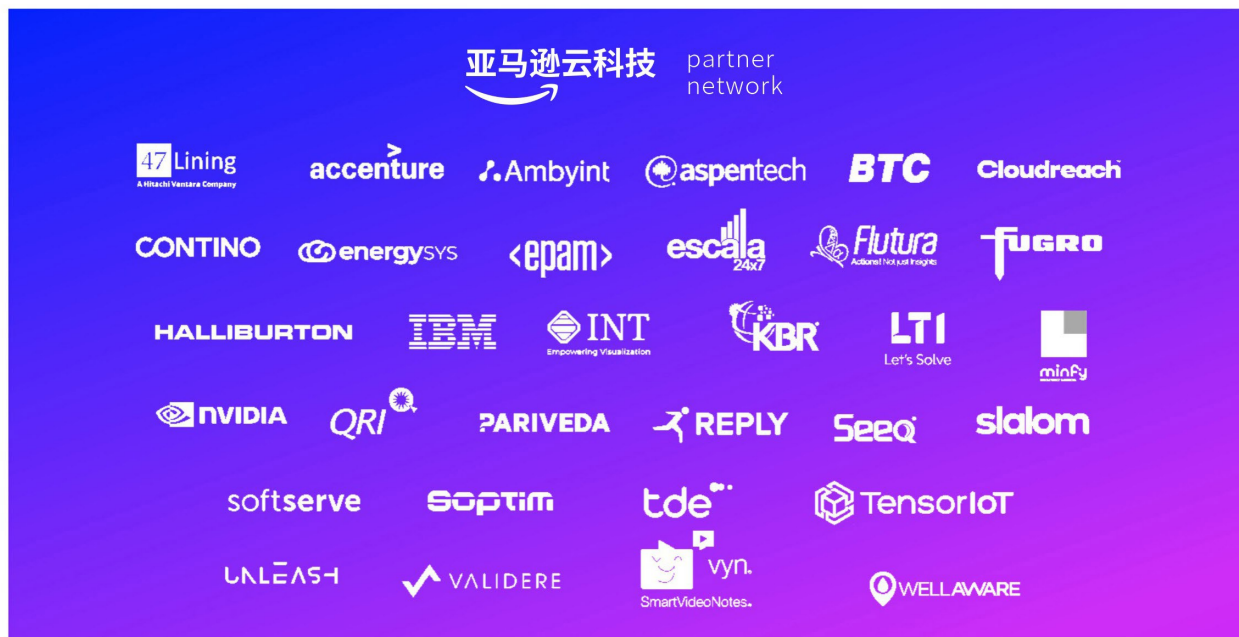 亚马逊云科技 partner network
47 Lining
A Hitachi Vantara Company
accenture
Ambyint
aspentech
BTC
Cloudreach
CONTINO
energysys
<epam>
escala
24x7
Flutura
Actions! Not just Insights
FUGRO
HALLIBURTON
IBM
INT
Empowering Visualization
KBR
LTI
Let's Solve
minfy
NVIDIA
QRI
PARIVEDA
REPLY
Seeq
slalom
softserve
SOPTIM
tde
TensorIoT
UNLEASH
VALIDERE
vyn.
SmartVideoNotes.
WELLAWARE